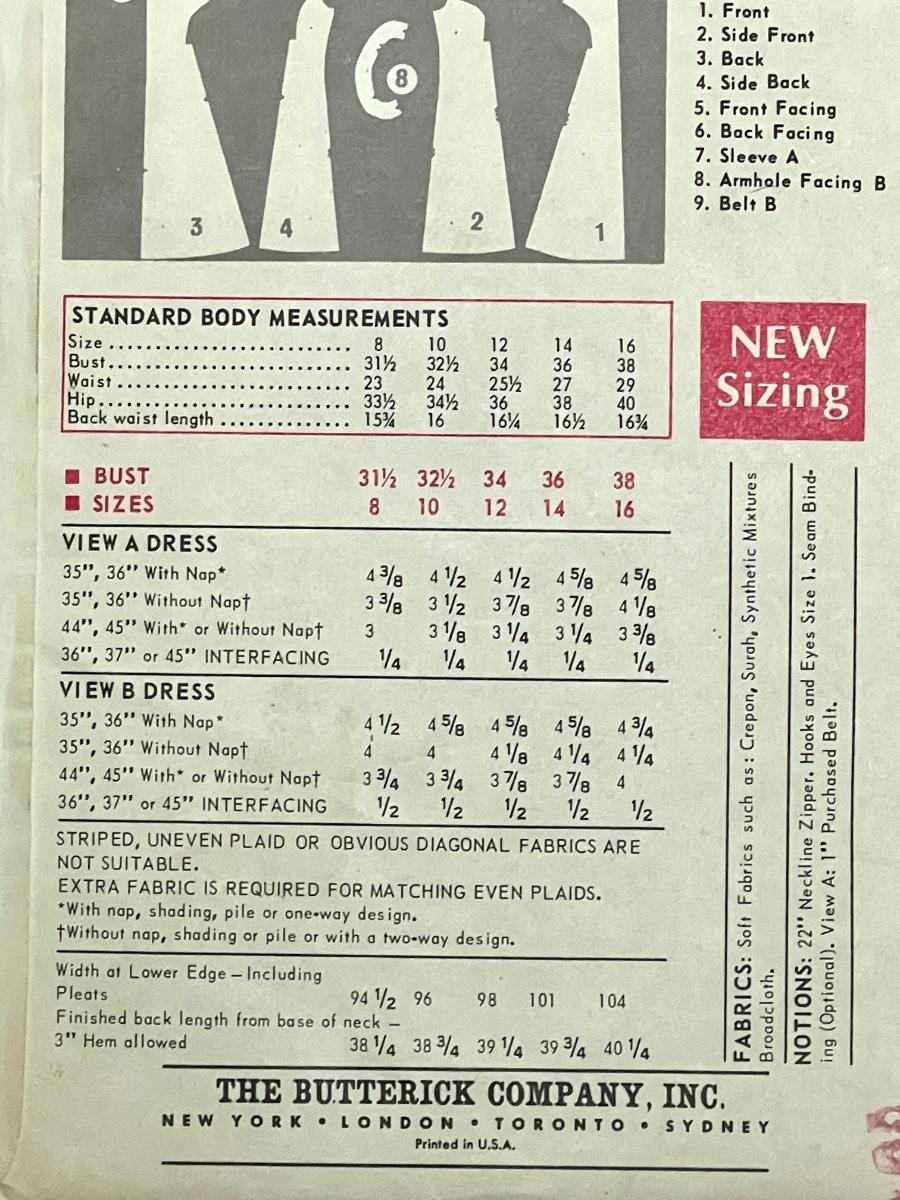 1. Front
2. Side Front
3. Back
4. Side Back
5. Front Facing
6. Back Facing
7. Sleeve A
8. Armhole Facing B
9. Belt B
8
3
4
2
1
STANDARD BODY MEASUREMENTS
Size .......................... 8 10 12 14 16
Bust.......................... 31½ 32½ 34 36 38
Waist ......................... 23 24 25½ 27 29
Hip........................... 33½ 34½ 36 38 40
Back waist length .............. 15¾ 16 16¼ 16½ 16¾
NEW
Sizing
■ BUST 31½ 32½ 34 36 38
■ SIZES 8 10 12 14 16
VIEW A DRESS
35", 36" With Nap* 4 3/8 4 1/2 4 1/2 4 5/8 4 5/8
35", 36" Without Nap† 3 3/8 3 1/2 3 7/8 3 7/8 4 1/8
44", 45" With* or Without Nap† 3 3 1/8 3 1/4 3 1/4 3 3/8
36", 37" or 45" INTERFACING 1/4 1/4 1/4 1/4 1/4
VIEW B DRESS
35", 36" With Nap* 4 1/2 4 5/8 4 5/8 4 5/8 4 3/4
35", 36" Without Nap† 4 4 4 1/8 4 1/4 4 1/4
44", 45" With* or Without Nap† 3 3/4 3 3/4 3 7/8 3 7/8 4
36", 37" or 45" INTERFACING 1/2 1/2 1/2 1/2 1/2
STRIPED, UNEVEN PLAID OR OBVIOUS DIAGONAL FABRICS ARE
NOT SUITABLE.
EXTRA FABRIC IS REQUIRED FOR MATCHING EVEN PLAIDS.
*With nap, shading, pile or one-way design.
†Without nap, shading or pile or with a two-way design.
Width at Lower Edge – Including
Pleats 94 1/2 96 98 101 104
Finished back length from base of neck –
3" Hem allowed 38 1/4 38 3/4 39 1/4 39 3/4 40 1/4
FABRICS: Soft Fabrics such as: Crepon, Surah, Synthetic Mixtures
Broadcloth.
NOTIONS: 22" Neckline Zipper. Hooks and Eyes Size 1. Seam Bind-
ing (Optional). View A: 1" Purchased Belt.
THE BUTTERICK COMPANY, INC.
NEW YORK • LONDON • TORONTO • SYDNEY
Printed in U.S.A.